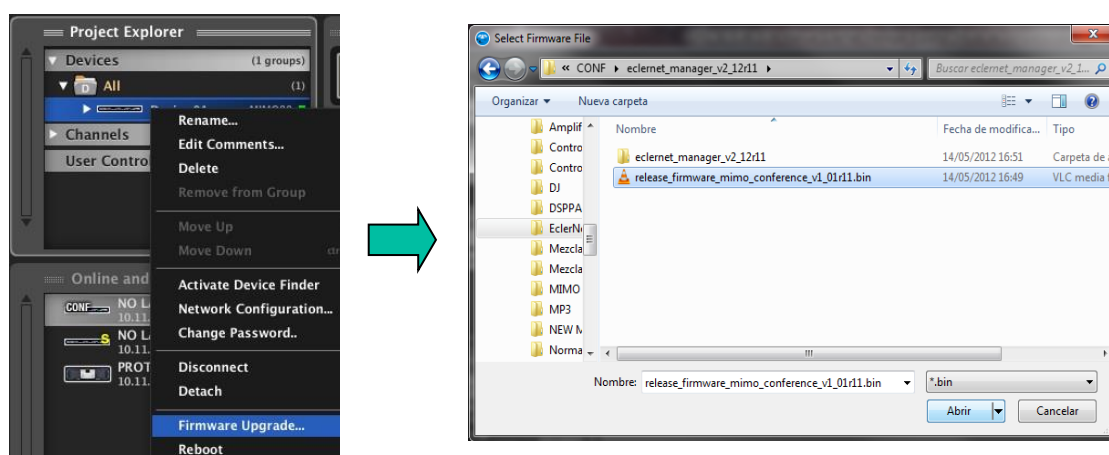 Project Explorer
Devices (1 groups)
All (1)
Channels
User Contro
Rename...
Edit Comments...
Delete
Remove from Group
Move Up
Move Down
Online and
CONF NO L
10.11.
S NO L
10.11.
PROT
10.11.
Activate Device Finder
Network Configuration...
Change Password..
Disconnect
Detach
Firmware Upgrade...
Reboot
Select Firmware File
« CONF eclernet_manager_v2_12r11 Buscar eclernet_manager_v2_1...
Organizar Nueva carpeta
Amplif
Contro
Contro
DJ
DSPPA
EclerN
Mezcla
Mezcla
MIMO
MP3
NEW M
Norma
Nombre Fecha de modifica... Tipo
eclernet_manager_v2_12r11 14/05/2012 16:51 Carpeta de a
release_firmware_mimo_conference_v1_01r11.bin 14/05/2012 16:49 VLC media f
Nombre: release_firmware_mimo_conference_v1_01r11.bin *.bin
Abrir Cancelar